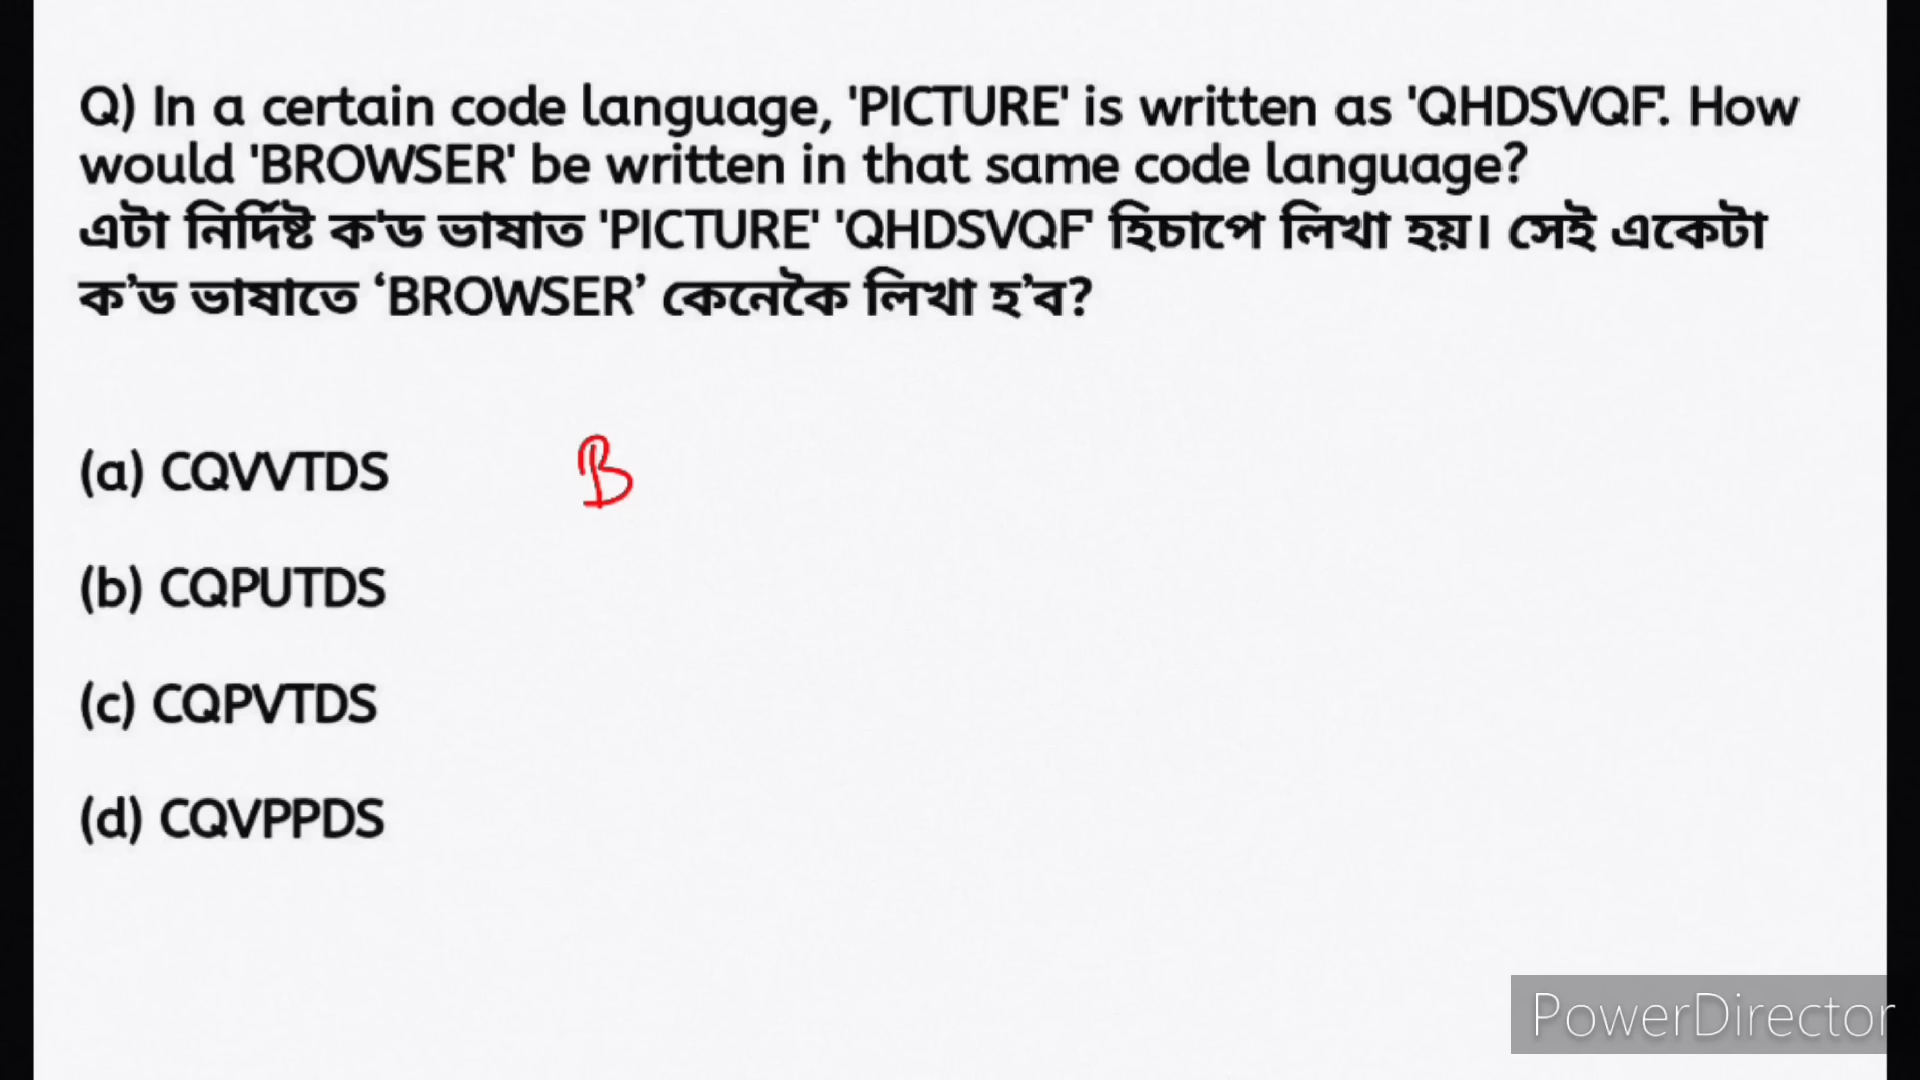 Q) In a certain code language, 'PICTURE' is written as 'QHDSVQF'. How
would 'BROWSER' be written in that same code language?
এটা নিৰ্দিষ্ট ক'ড ভাষাত 'PICTURE' 'QHDSVQF' হিচাপে লিখা হয়। সেই একেটা
ক’ড ভাষাতে ‘BROWSER’ কেনেকৈ লিখা হ’ব?
(a) CQVVTDS
B
(b) CQPUTDS
(c) CQPVTDS
(d) CQVPPDS
PowerDirector